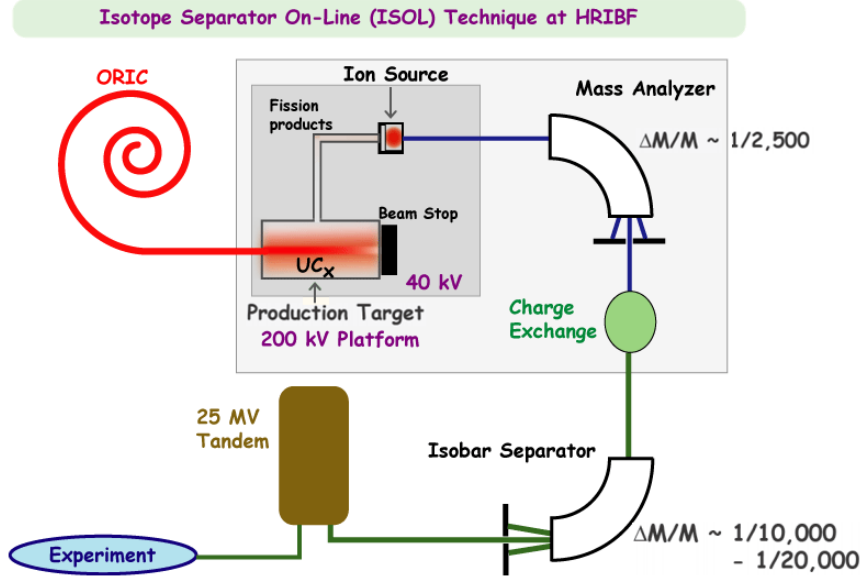 Isotope Separator On-Line (ISOL) Technique at HRIBF
ORIC
Ion Source
Mass Analyzer
Fission
products
ΔM/M ~ 1/2,500
Beam Stop
UCx
40 kV
Production Target
200 kV Platform
Charge
Exchange
25 MV
Tandem
Isobar Separator
ΔM/M ~ 1/10,000
- 1/20,000
Experiment